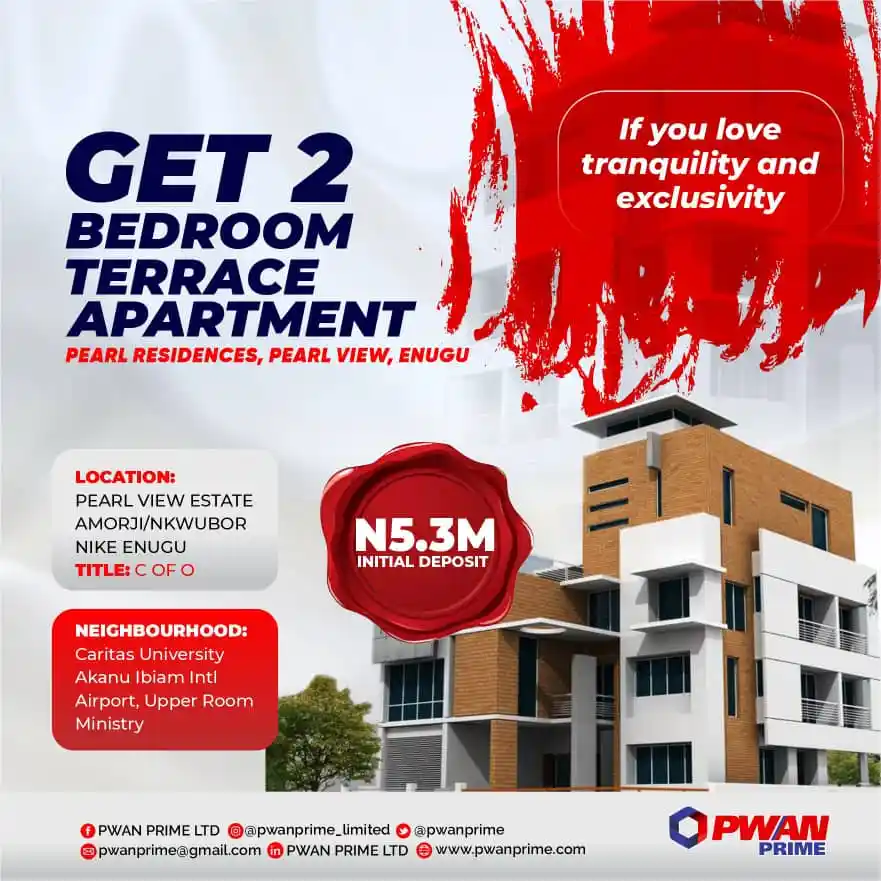 GET 2
BEDROOM
TERRACE
APARTMENT
PEARL RESIDENCES, PEARL VIEW, ENUGU
If you love
tranquility and
exclusivity
LOCATION:
PEARL VIEW ESTATE
AMORJI/NKWUBOR
NIKE ENUGU
TITLE: C OF O
N5.3M
INITIAL DEPOSIT
NEIGHBOURHOOD:
Caritas University
Akanu Ibiam Intl
Airport, Upper Room
Ministry
PWAN PRIME LTD @pwanprime_limited @pwanprime
pwanprime@gmail.com PWAN PRIME LTD www.pwanprime.com
PWAN
PRIME